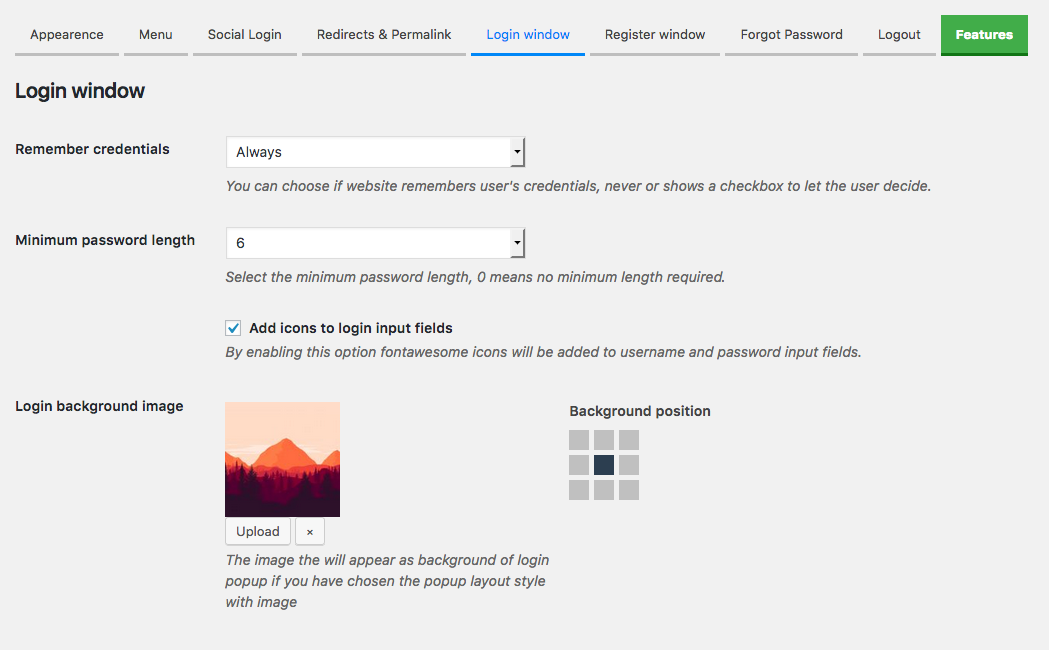 Appearence Menu Social Login Redirects & Permalink Login window Register window Forgot Password Logout Features
Login window
Remember credentials
Always
You can choose if website remembers user's credentials, never or shows a checkbox to let the user decide.
Minimum password length
6
Select the minimum password length, 0 means no minimum length required.
Add icons to login input fields
By enabling this option fontawesome icons will be added to username and password input fields.
Login background image
Background position
Upload ×
The image the will appear as background of login
popup if you have chosen the popup layout style
with image